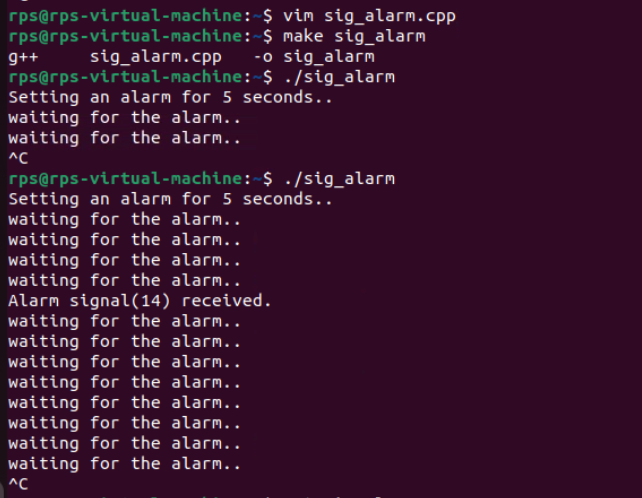 rps@rps-virtual-machine:~$ vim sig_alarm.cpp
rps@rps-virtual-machine:~$ make sig_alarm
g++     sig_alarm.cpp   -o sig_alarm
rps@rps-virtual-machine:~$ ./sig_alarm
Setting an alarm for 5 seconds..
waiting for the alarm..
waiting for the alarm..
^C
rps@rps-virtual-machine:~$ ./sig_alarm
Setting an alarm for 5 seconds..
waiting for the alarm..
waiting for the alarm..
waiting for the alarm..
waiting for the alarm..
Alarm signal(14) received.
waiting for the alarm..
waiting for the alarm..
waiting for the alarm..
waiting for the alarm..
waiting for the alarm..
waiting for the alarm..
waiting for the alarm..
waiting for the alarm..
^C